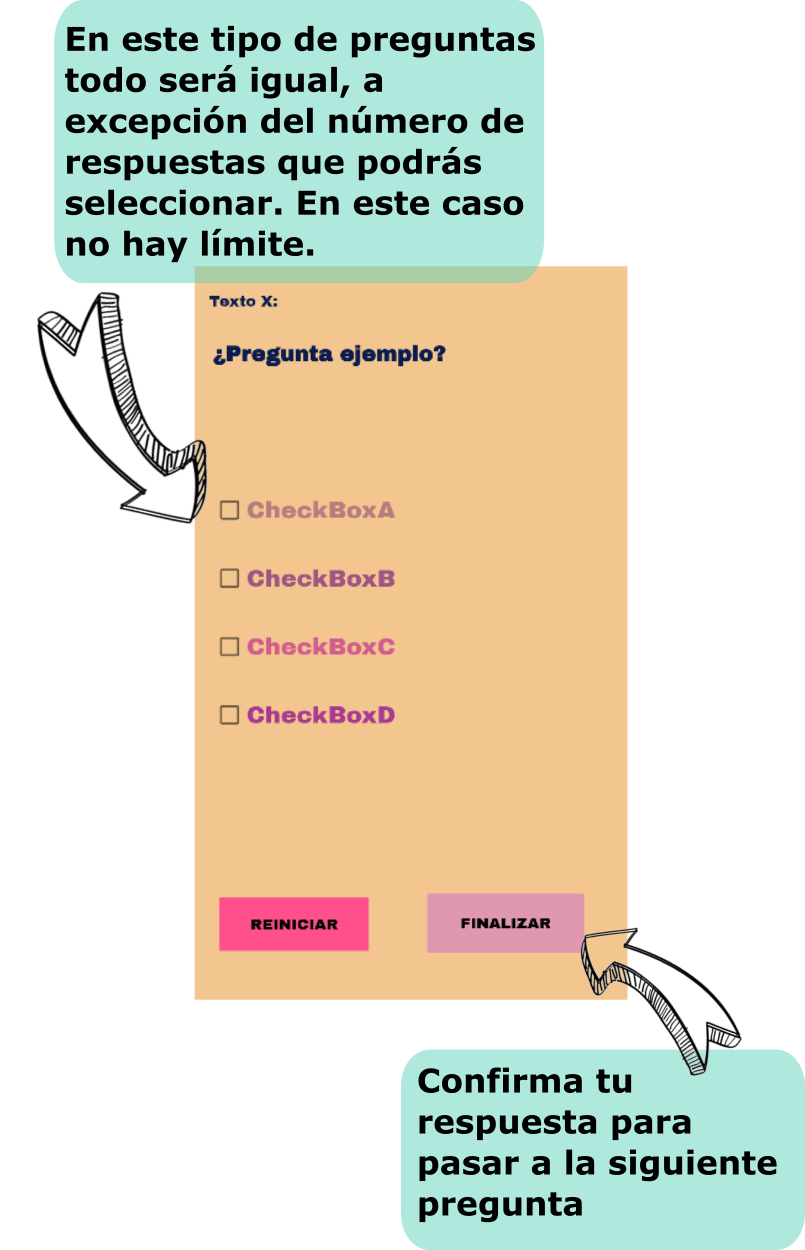 En este tipo de preguntas
todo será igual, a
excepción del número de
respuestas que podrás
seleccionar. En este caso
no hay límite.
Texto X:
¿Pregunta ejemplo?
CheckBoxA
CheckBoxB
CheckBoxC
CheckBoxD
REINICIAR
FINALIZAR
Confirma tu
respuesta para
pasar a la siguiente
pregunta